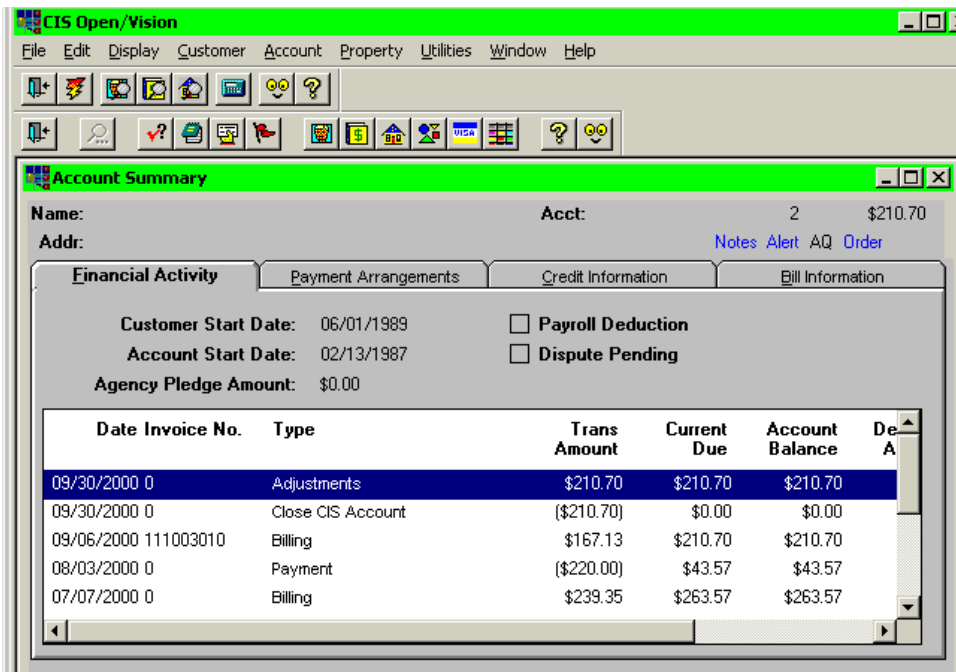 CIS Open/Vision
File Edit Display Customer Account Property Utilities Window Help
VISA
Account Summary
Name: Acct: 2 $210.70
Addr: Notes Alert AQ Order
Financial Activity Payment Arrangements Credit Information Bill Information
Customer Start Date: 06/01/1989 Payroll Deduction
Account Start Date: 02/13/1987 Dispute Pending
Agency Pledge Amount: $0.00
Date Invoice No. Type Trans Current Account De
Amount Due Balance A
09/30/2000 0 Adjustments $210.70 $210.70 $210.70
09/30/2000 0 Close CIS Account ($210.70) $0.00 $0.00
09/06/2000 111003010 Billing $167.13 $210.70 $210.70
08/03/2000 0 Payment ($220.00) $43.57 $43.57
07/07/2000 0 Billing $239.35 $263.57 $263.57